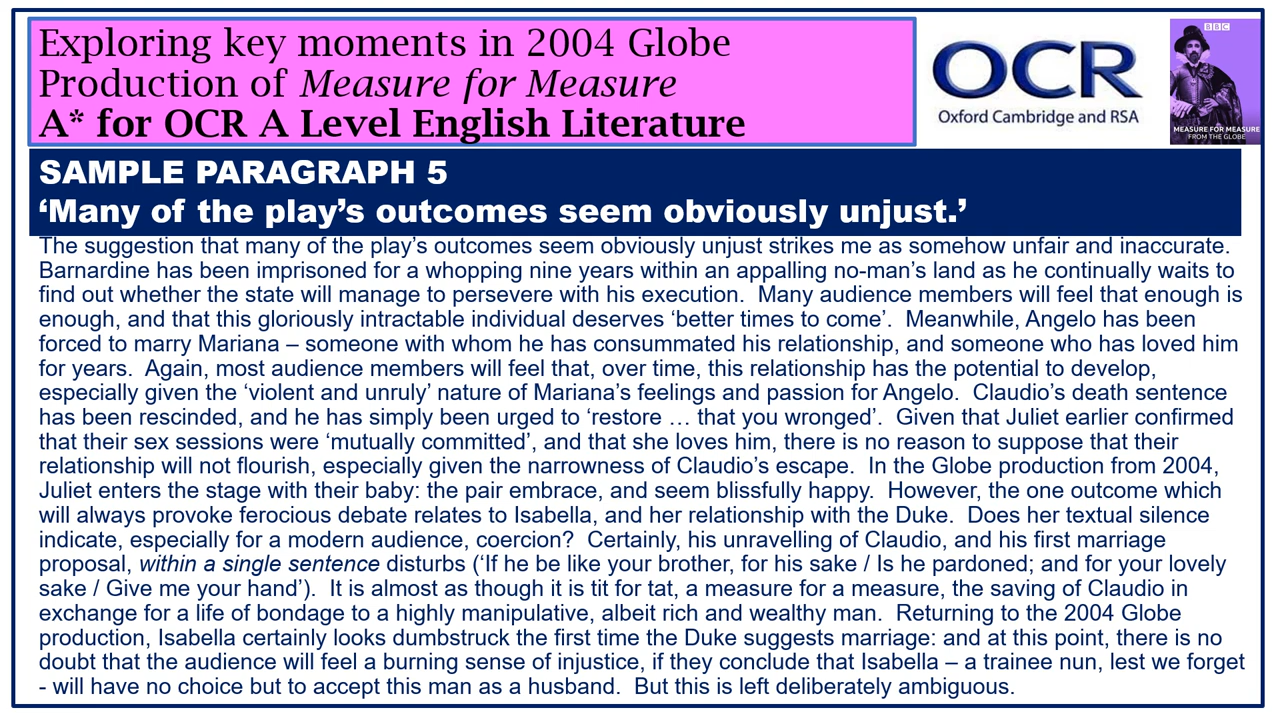 Exploring key moments in 2004 Globe
Production of Measure for Measure
A* for OCR A Level English Literature
OCR
Oxford Cambridge and RSA
BBC
MEASURE FOR MEASURE
FROM THE GLOBE
SAMPLE PARAGRAPH 5
‘Many of the play’s outcomes seem obviously unjust.’
The suggestion that many of the play’s outcomes seem obviously unjust strikes me as somehow unfair and inaccurate.
Barnardine has been imprisoned for a whopping nine years within an appalling no-man’s land as he continually waits to
find out whether the state will manage to persevere with his execution.  Many audience members will feel that enough is
enough, and that this gloriously intractable individual deserves ‘better times to come’.  Meanwhile, Angelo has been
forced to marry Mariana – someone with whom he has consummated his relationship, and someone who has loved him
for years.  Again, most audience members will feel that, over time, this relationship has the potential to develop,
especially given the ‘violent and unruly’ nature of Mariana’s feelings and passion for Angelo.  Claudio’s death sentence
has been rescinded, and he has simply been urged to ‘restore … that you wronged’.  Given that Juliet earlier confirmed
that their sex sessions were ‘mutually committed’, and that she loves him, there is no reason to suppose that their
relationship will not flourish, especially given the narrowness of Claudio’s escape.  In the Globe production from 2004,
Juliet enters the stage with their baby: the pair embrace, and seem blissfully happy.  However, the one outcome which
will always provoke ferocious debate relates to Isabella, and her relationship with the Duke.  Does her textual silence
indicate, especially for a modern audience, coercion?  Certainly, his unravelling of Claudio, and his first marriage
proposal, within a single sentence disturbs (‘If he be like your brother, for his sake / Is he pardoned; and for your lovely
sake / Give me your hand’).  It is almost as though it is tit for tat, a measure for a measure, the saving of Claudio in
exchange for a life of bondage to a highly manipulative, albeit rich and wealthy man.  Returning to the 2004 Globe
production, Isabella certainly looks dumbstruck the first time the Duke suggests marriage: and at this point, there is no
doubt that the audience will feel a burning sense of injustice, if they conclude that Isabella – a trainee nun, lest we forget
- will have no choice but to accept this man as a husband.  But this is left deliberately ambiguous.